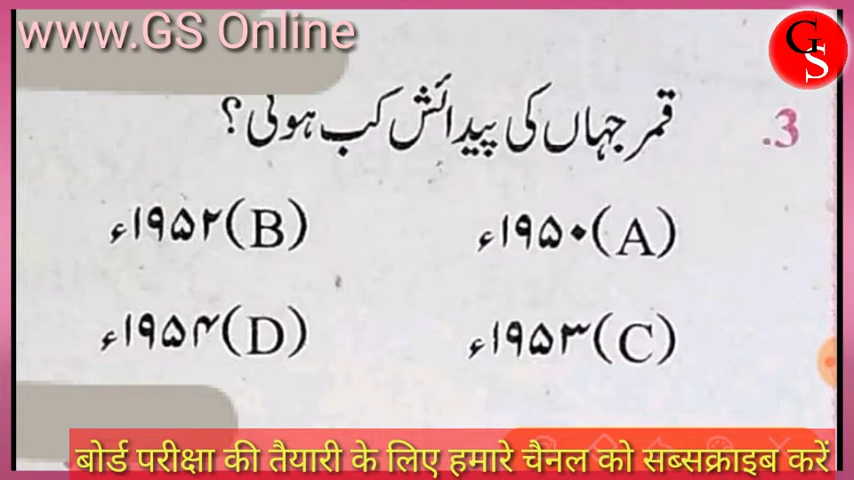 www.GS Online
GS
3. قمر جہاں کی پیدائش کب ہوئی؟
(A) ۱۹۵۰ء (B) ۱۹۵۲ء
(C) ۱۹۵۳ء (D) ۱۹۵۴ء
बोर्ड परीक्षा की तैयारी के लिए हमारे चैनल को सब्सक्राइब करें